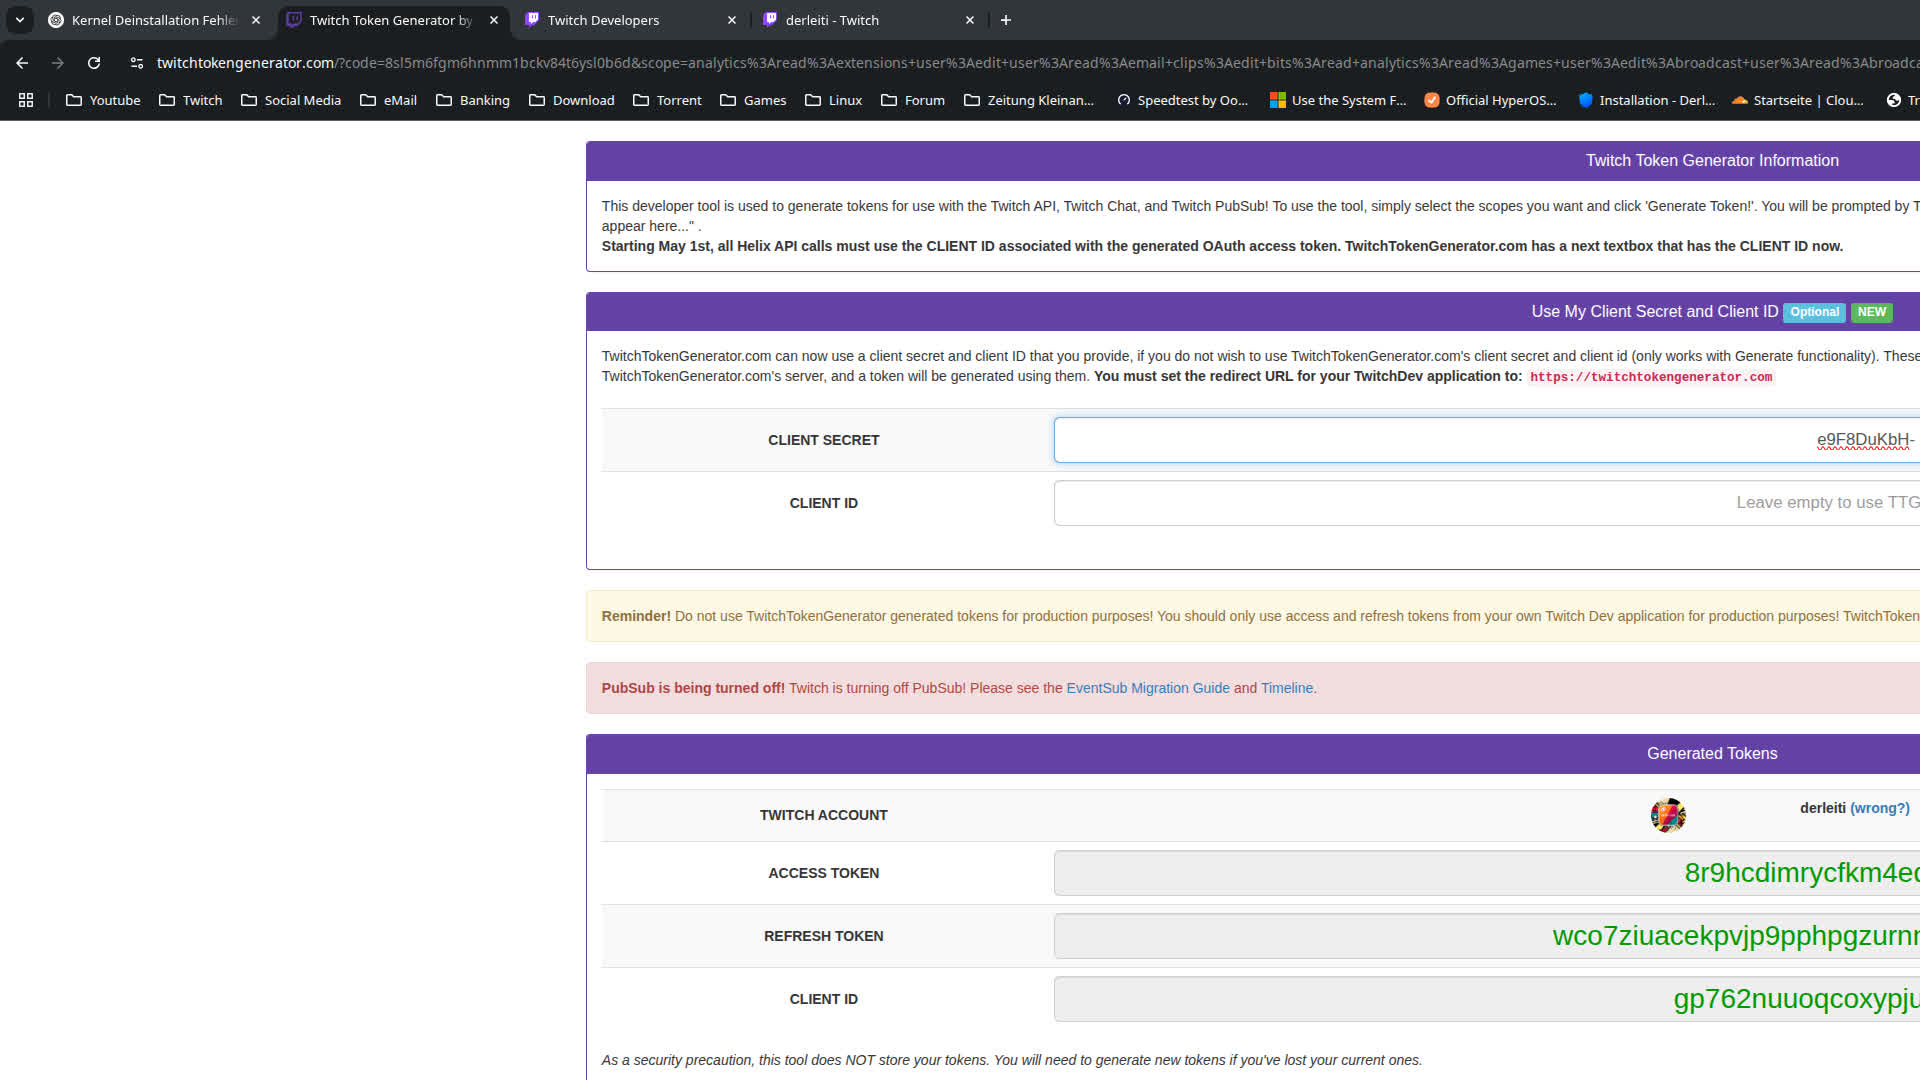 Kernel Deinstallation Fehle
Twitch Token Generator by
Twitch Developers
derleiti - Twitch
twitchtokengenerator.com/?code=8sl5m6fgm6hnmm1bckv84t6ysl0b6d&scope=analytics%3Aread%3Aextensions+user%3Aedit+user%3Aread%3Aemail+clips%3Aedit+bits%3Aread+analytics%3Aread%3Agames+user%3Aedit%3Abroadcast+user%3Aread%3Abroadca
Youtube Twitch Social Media eMail Banking Download Torrent Games Linux Forum Zeitung Kleinan... Speedtest by Oo... Use the System F... Official HyperOS... Installation - Derl... Startseite | Clou... Tr
Twitch Token Generator Information
This developer tool is used to generate tokens for use with the Twitch API, Twitch Chat, and Twitch PubSub! To use the tool, simply select the scopes you want and click 'Generate Token!'. You will be prompted by T
appear here..." .
Starting May 1st, all Helix API calls must use the CLIENT ID associated with the generated OAuth access token. TwitchTokenGenerator.com has a next textbox that has the CLIENT ID now.
Use My Client Secret and Client ID Optional NEW
TwitchTokenGenerator.com can now use a client secret and client ID that you provide, if you do not wish to use TwitchTokenGenerator.com's client secret and client id (only works with Generate functionality). These
TwitchTokenGenerator.com's server, and a token will be generated using them. You must set the redirect URL for your TwitchDev application to: https://twitchtokengenerator.com
CLIENT SECRET e9F8DuKbH-
CLIENT ID Leave empty to use TTG
Reminder! Do not use TwitchTokenGenerator generated tokens for production purposes! You should only use access and refresh tokens from your own Twitch Dev application for production purposes! TwitchToken
PubSub is being turned off! Twitch is turning off PubSub! Please see the EventSub Migration Guide and Timeline.
Generated Tokens
TWITCH ACCOUNT derleiti (wrong?)
ACCESS TOKEN 8r9hcdimrycfkm4ec
REFRESH TOKEN wco7ziuacekpvjp9pphpgzurnr
CLIENT ID gp762nuuoqcoxypju
As a security precaution, this tool does NOT store your tokens. You will need to generate new tokens if you've lost your current ones.